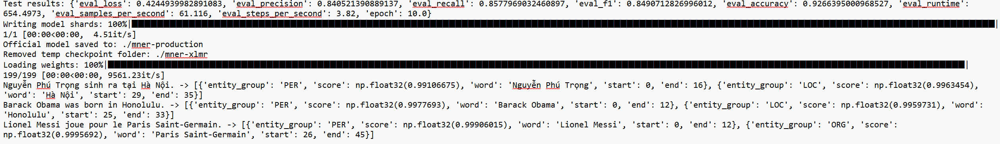 Test results: {'eval_loss': 0.4244939982891083, 'eval_precision': 0.840521390889137, 'eval_recall': 0.8577969032460897, 'eval_f1': 0.8490712826996012, 'eval_accuracy': 0.9266395000968527, 'eval_runtime':
654.4973, 'eval_samples_per_second': 61.116, 'eval_steps_per_second': 3.82, 'epoch': 10.0}
Writing model shards: 100%|
1/1 [00:00<00:00,  4.51it/s]
Official model saved to: ./mner-production
Removed temp checkpoint folder: ./mner-xlmr
Loading weights: 100%|
199/199 [00:00<00:00, 9561.23it/s]
Nguyễn Phú Trọng sinh ra tại Hà Nội. -> [{'entity_group': 'PER', 'score': np.float32(0.99106675), 'word': 'Nguyễn Phú Trọng', 'start': 0, 'end': 16}, {'entity_group': 'LOC', 'score': np.float32(0.9963454),
'word': 'Hà Nội', 'start': 29, 'end': 35}]
Barack Obama was born in Honolulu. -> [{'entity_group': 'PER', 'score': np.float32(0.9977693), 'word': 'Barack Obama', 'start': 0, 'end': 12}, {'entity_group': 'LOC', 'score': np.float32(0.9959731), 'word':
'Honolulu', 'start': 25, 'end': 33}]
Lionel Messi joue pour le Paris Saint-Germain. -> [{'entity_group': 'PER', 'score': np.float32(0.99906015), 'word': 'Lionel Messi', 'start': 0, 'end': 12}, {'entity_group': 'ORG', 'score':
np.float32(0.9995692), 'word': 'Paris Saint-Germain', 'start': 26, 'end': 45}]